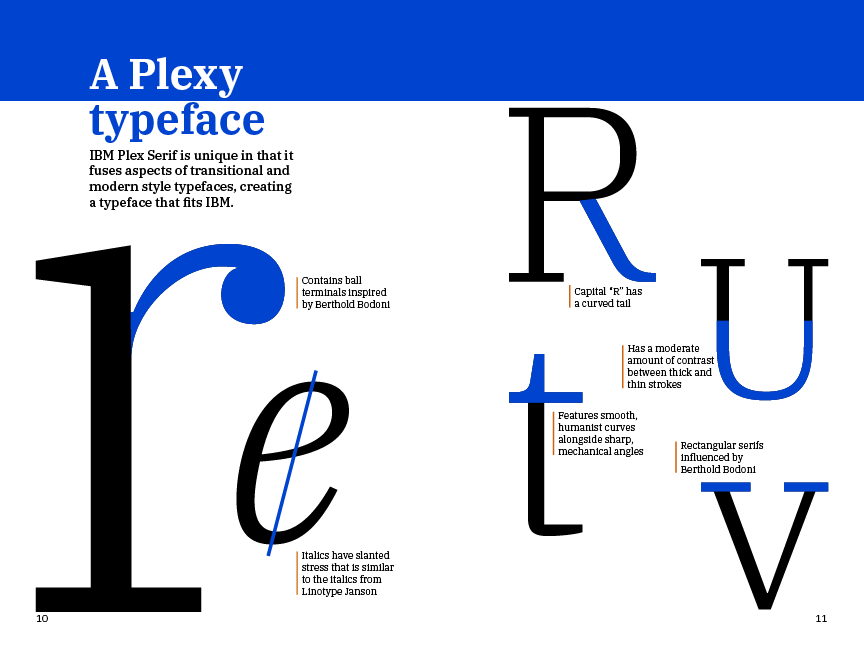 A Plexy
typeface
IBM Plex Serif is unique in that it
fuses aspects of transitional and
modern style typefaces, creating
a typeface that fits IBM.
r
Contains ball
terminals inspired
by Berthold Bodoni
e
Italics have slanted
stress that is similar
to the italics from
Linotype Janson
10
R
Capital “R” has
a curved tail
U
Has a moderate
amount of contrast
between thick and
thin strokes
t
Features smooth,
humanist curves
alongside sharp,
mechanical angles
Rectangular serifs
influenced by
Berthold Bodoni
v
11